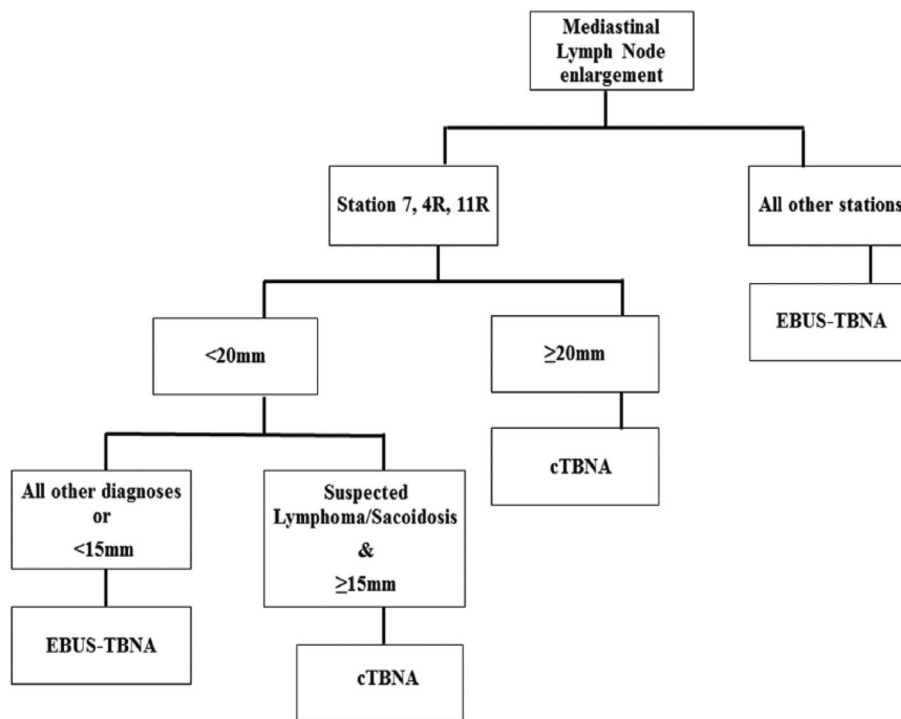 Mediastinal
Lymph Node
enlargement
Station 7, 4R, 11R
All other stations
EBUS-TBNA
<20mm
≥20mm
cTBNA
All other diagnoses
or
<15mm
Suspected
Lymphoma/Sacoidosis
&
≥15mm
EBUS-TBNA
cTBNA